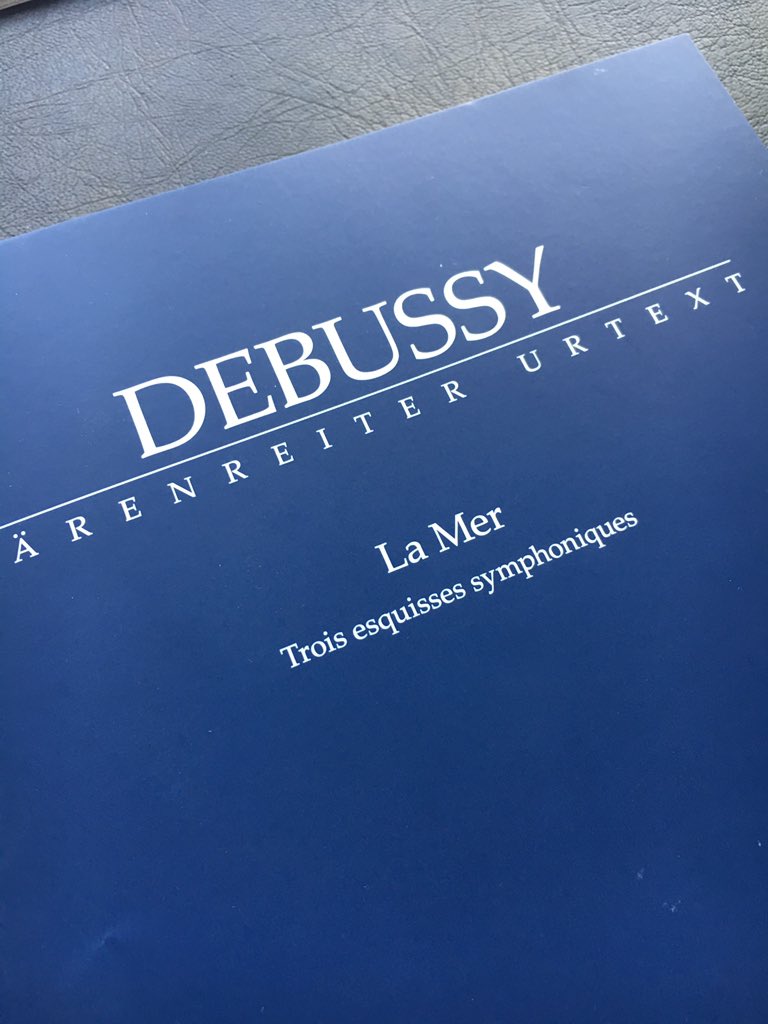 DEBUSSY
ÄRENREITER URTEXT
La Mer
Trois esquisses symphoniques